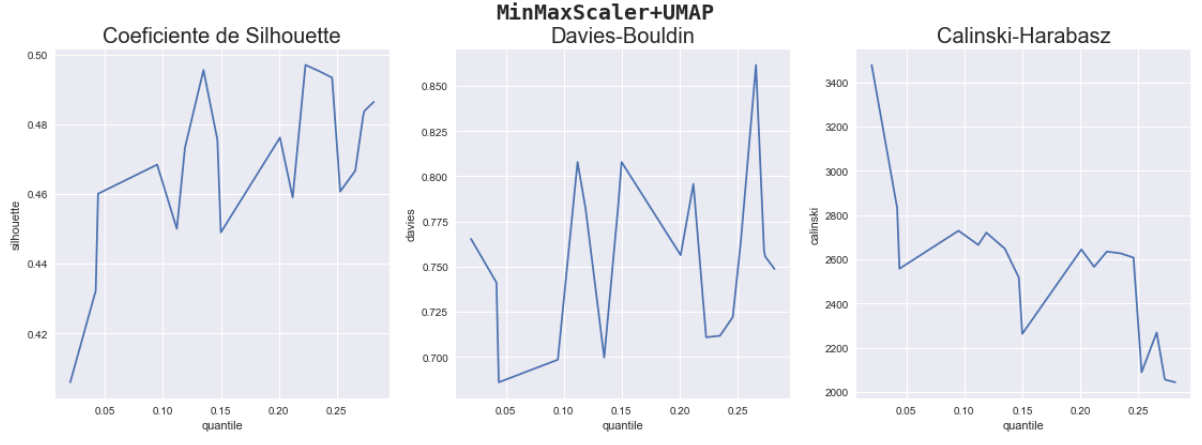 MinMaxScaler+UMAP
Coeficiente de Silhouette
0.50
0.48
0.46
0.44
0.42
silhouette
0.05 0.10 0.15 0.20 0.25
quantile
Davies-Bouldin
0.850
0.825
0.800
0.775
0.750
0.725
0.700
davies
0.05 0.10 0.15 0.20 0.25
quantile
Calinski-Harabasz
3400
3200
3000
2800
2600
2400
2200
2000
calinski
0.05 0.10 0.15 0.20 0.25
quantile